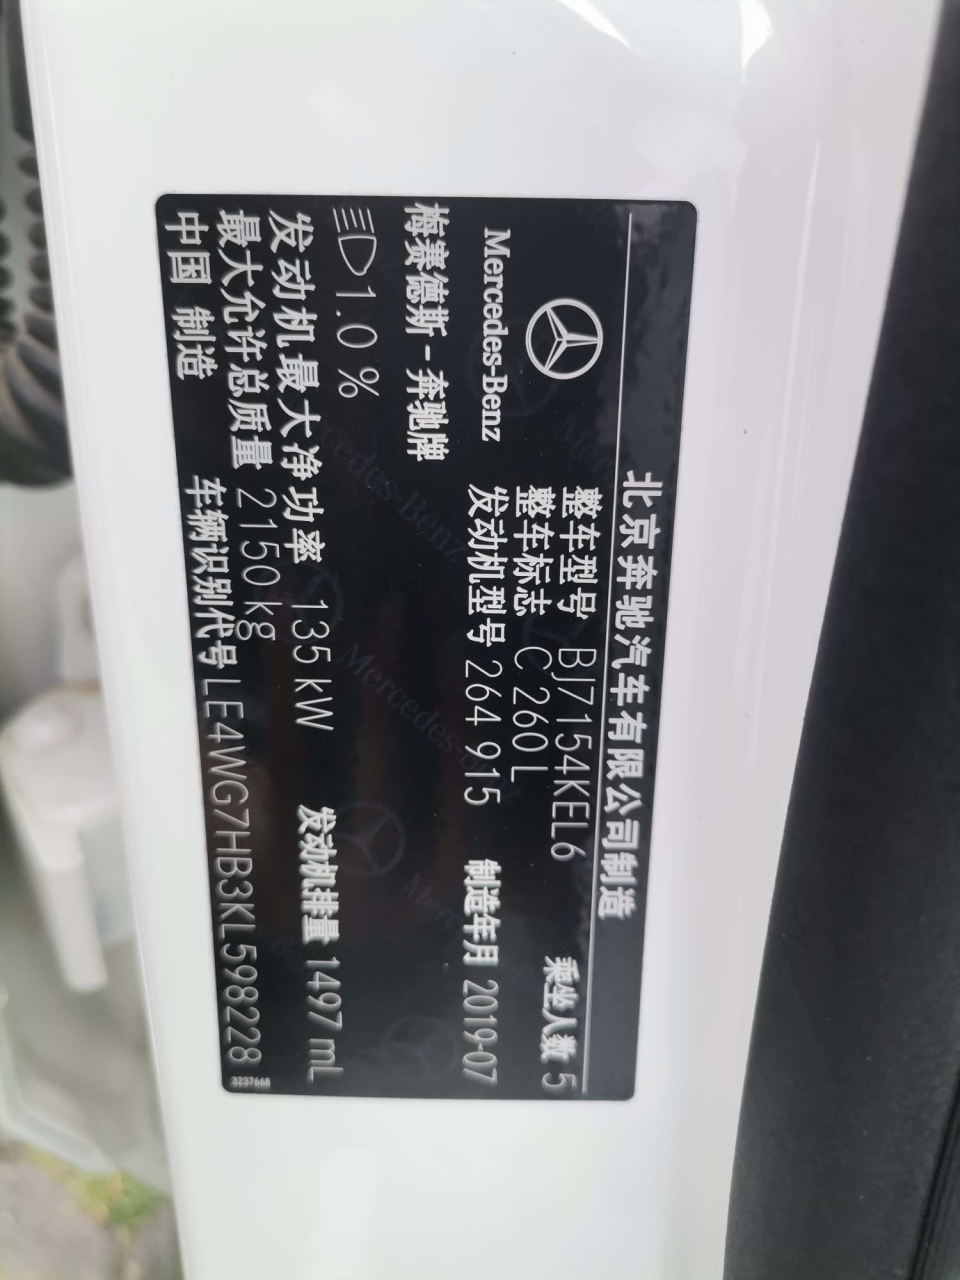 北京奔驰汽车有限公司制造
Mercedes-Benz
整车型号 BJ7154KEL6 乘坐人数 5
整车标志 C 260 L
发动机型号 264 915 制造年月 2019-07
梅赛德斯-奔驰牌
1.0 %
发动机最大净功率 135 kW 发动机排量 1497 mL
最大允许总质量 2150 kg
中国 制造 车辆识别代号 LE4WG7HB3KL598228
3237668